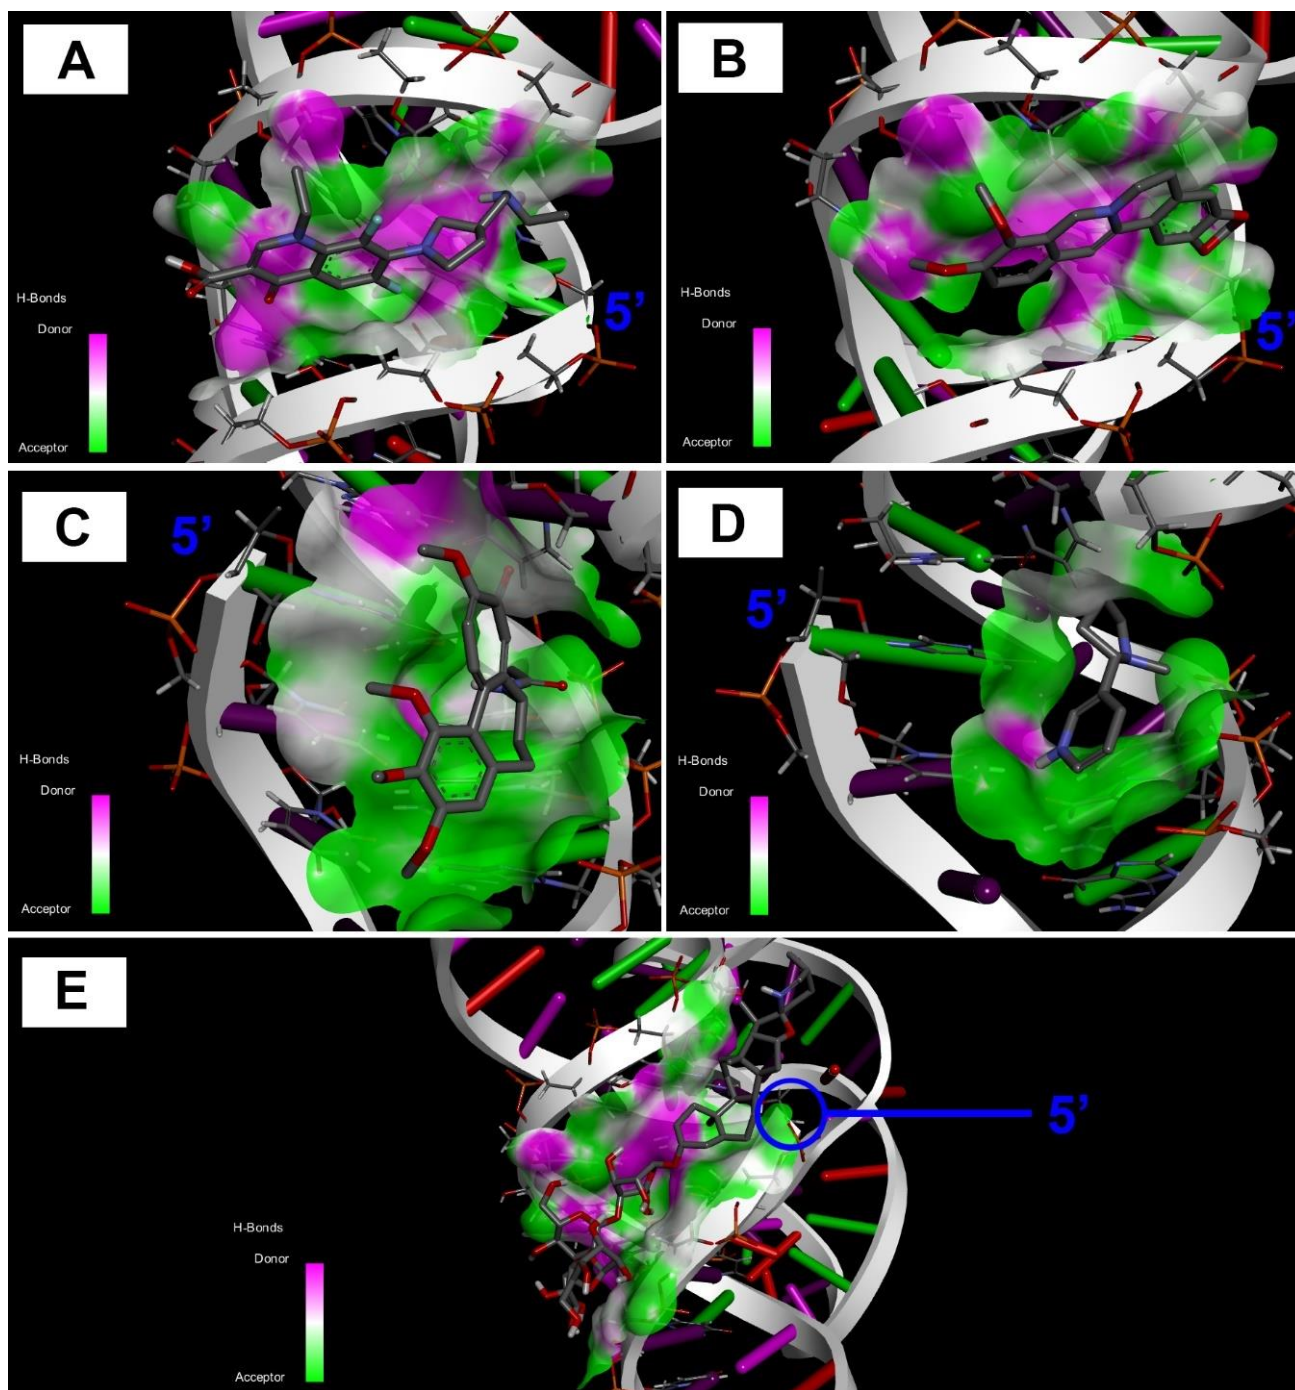 A
H-Bonds
Donor
Acceptor
5’
B
H-Bonds
Donor
Acceptor
5’
C
5’
H-Bonds
Donor
Acceptor
D
5’
H-Bonds
Donor
Acceptor
E
5’
H-Bonds
Donor
Acceptor